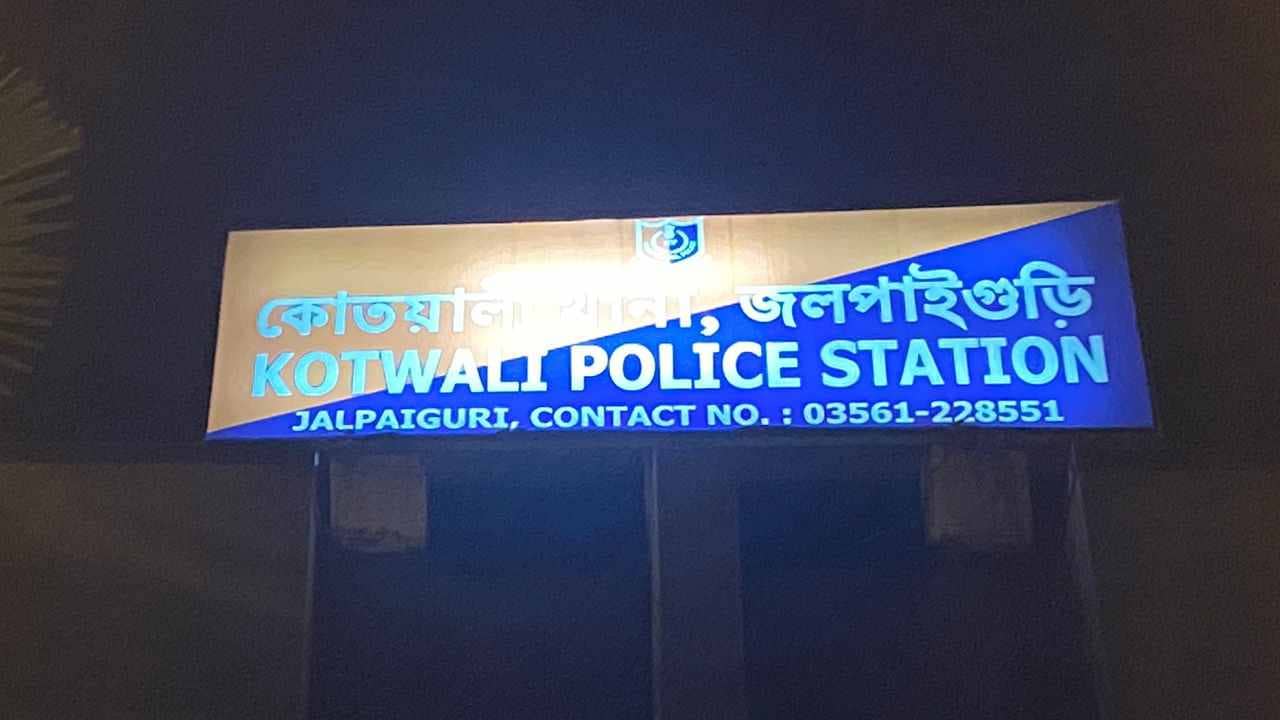 কোতয়ালী থানা, জলপাইগুড়ি
KOTWALI POLICE STATION
JALPAIGURI, CONTACT NO. : 03561-228551